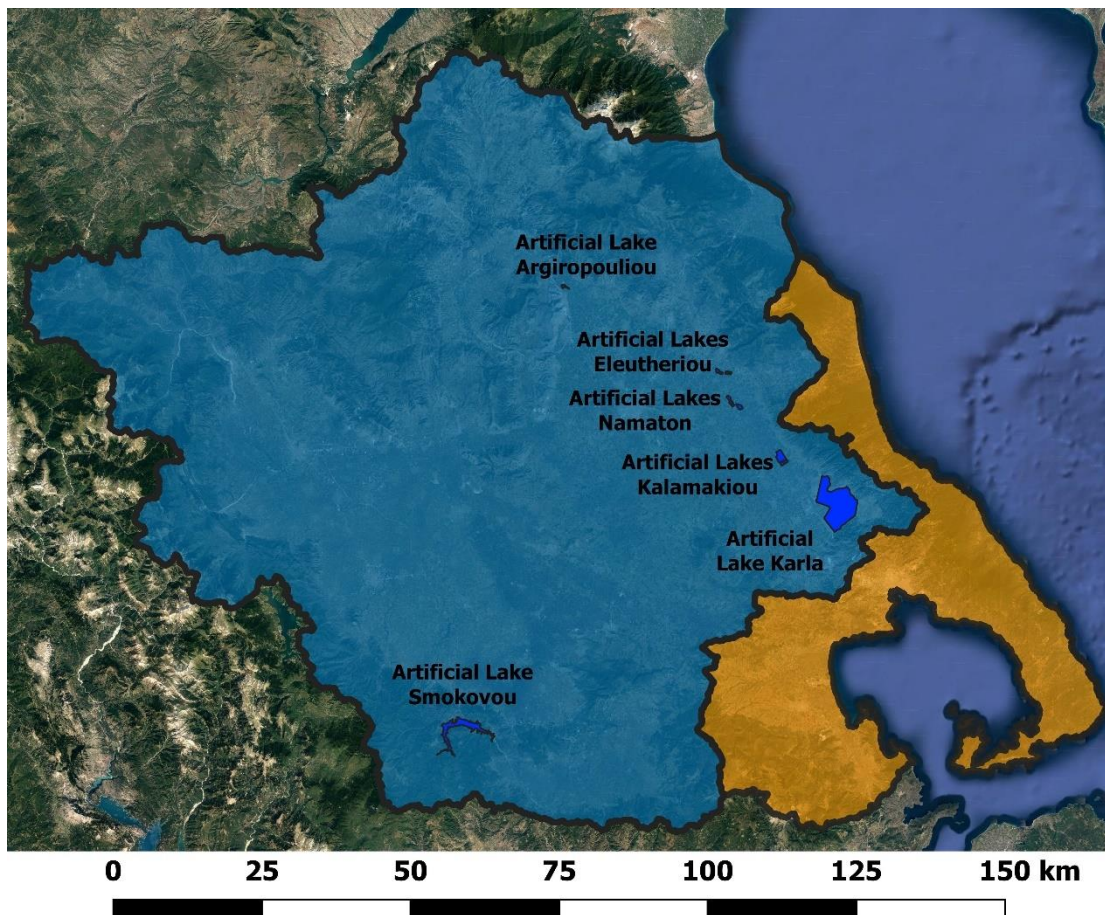 Artificial Lake
Argiropouliou
Artificial Lakes
Eleutheriou
Artificial Lakes
Namaton
Artificial Lakes
Kalamakiou
Artificial
Lake Karla
Artificial Lake
Smokovou
0 25 50 75 100 125 150 km